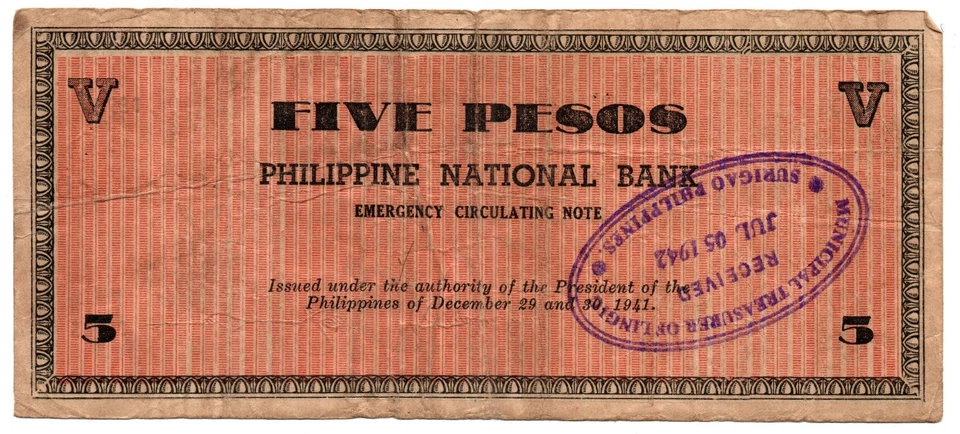 V
V
FIVE PESOS
PHILIPPINE NATIONAL BANK
EMERGENCY CIRCULATING NOTE
Issued under the authority of the President of the
Philippines of December 29 and 30, 1941.
5
5
MUNICIPAL TREASURER OF LINGIG
RECEIVED
JUL 05 1942
SURIGAO PHILPPINES.